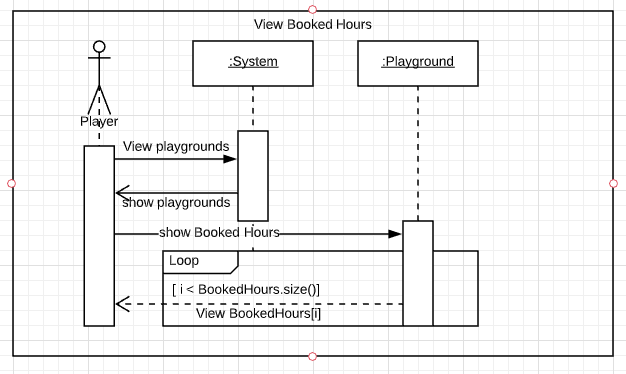 View Booked Hours
:System
:Playground
Player
View playgrounds
show playgrounds
show Booked Hours
Loop
[ i < BookedHours.size()]
View BookedHours[i]